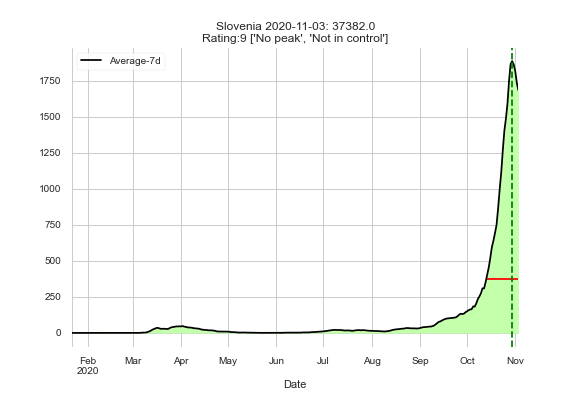 Slovenia 2020-11-03: 37382.0
Rating:9 ['No peak', 'Not in control']
Average-7d
1750
1500
1250
1000
750
500
250
0
Feb Mar Apr May Jun Jul Aug Sep Oct Nov
2020
Date